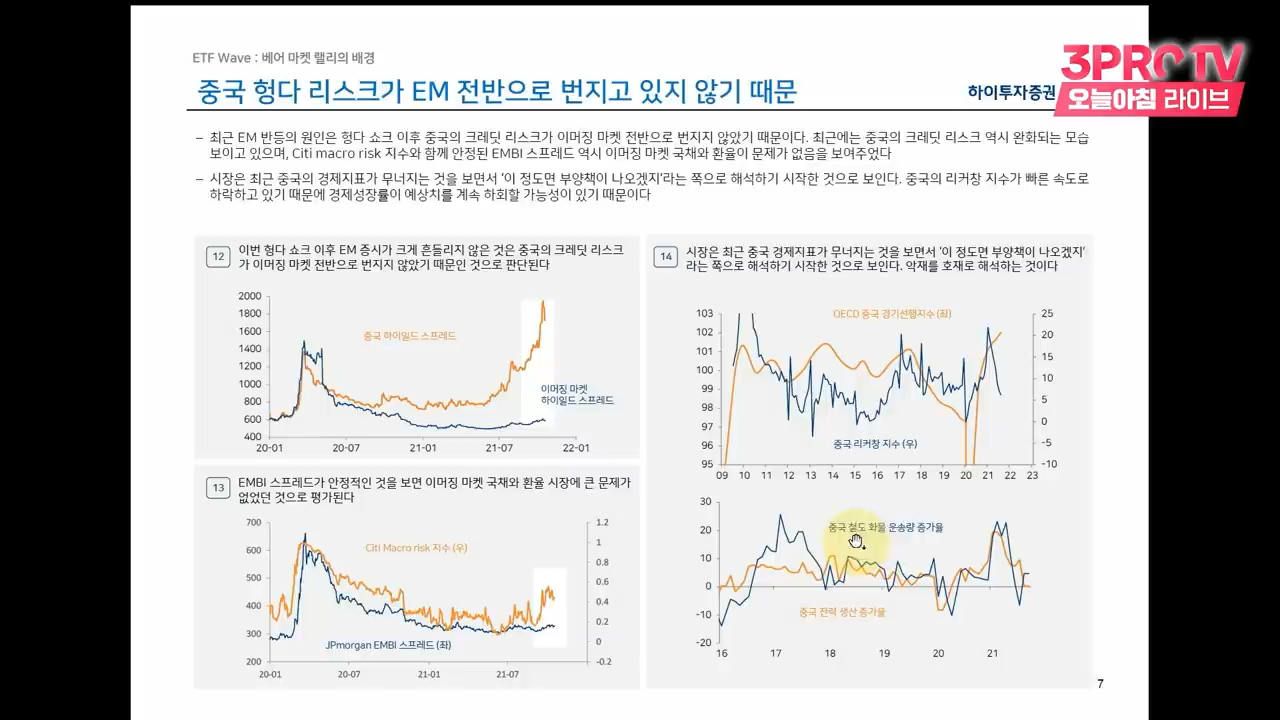 ETF Wave : 베어 마켓 랠리의 배경
중국 헝다 리스크가 EM 전반으로 번지고 있지 않기 때문
하이투자증권
3PRO TV
오늘아침 라이브
– 최근 EM 반등의 원인은 헝다 쇼크 이후 중국의 크레딧 리스크가 이머징 마켓 전반으로 번지지 않았기 때문이다. 최근에는 중국의 크레딧 리스크 역시 완화되는 모습
보이고 있으며, Citi macro risk 지수와 함께 안정된 EMBI 스프레드 역시 이머징 마켓 국채와 환율이 문제가 없음을 보여주었다
– 시장은 최근 중국의 경제지표가 무너지는 것을 보면서 '이 정도면 부양책이 나오겠지'라는 쪽으로 해석하기 시작한 것으로 보인다. 중국의 리커창 지수가 빠른 속도로
하락하고 있기 때문에 경제성장률이 예상치를 계속 하회할 가능성이 있기 때문이다
12
이번 헝다 쇼크 이후 EM 증시가 크게 흔들리지 않은 것은 중국의 크레딧 리스크
가 이머징 마켓 전반으로 번지지 않았기 때문인 것으로 판단된다
2000
1800
1600
1400
1200
1000
800
600
400
중국 하이일드 스프레드
이머징 마켓
하이일드 스프레드
20-01 20-07 21-01 21-07 22-01
13
EMBI 스프레드가 안정적인 것을 보면 이머징 마켓 국채와 환율 시장에 큰 문제가
없었던 것으로 평가된다
700
600
500
400
300
200
Citi Macro risk 지수 (우)
JPmorgan EMBI 스프레드 (좌)
1.2
1
0.8
0.6
0.4
0.2
0
-0.2
20-01 20-07 21-01 21-07
14
시장은 최근 중국 경제지표가 무너지는 것을 보면서 '이 정도면 부양책이 나오겠지'
라는 쪽으로 해석하기 시작한 것으로 보인다. 악재를 호재로 해석하는 것이다
103
102
101
100
99
98
97
96
95
OECD 중국 경기선행지수 (좌)
중국 리커창 지수 (우)
25
20
15
10
5
0
-5
-10
09 10 11 12 13 14 15 16 17 18 19 20 21 22 23
30
20
10
0
-10
-20
중국 철도 화물 운송량 증가율
중국 전력 생산 증가율
16 17 18 19 20 21
7